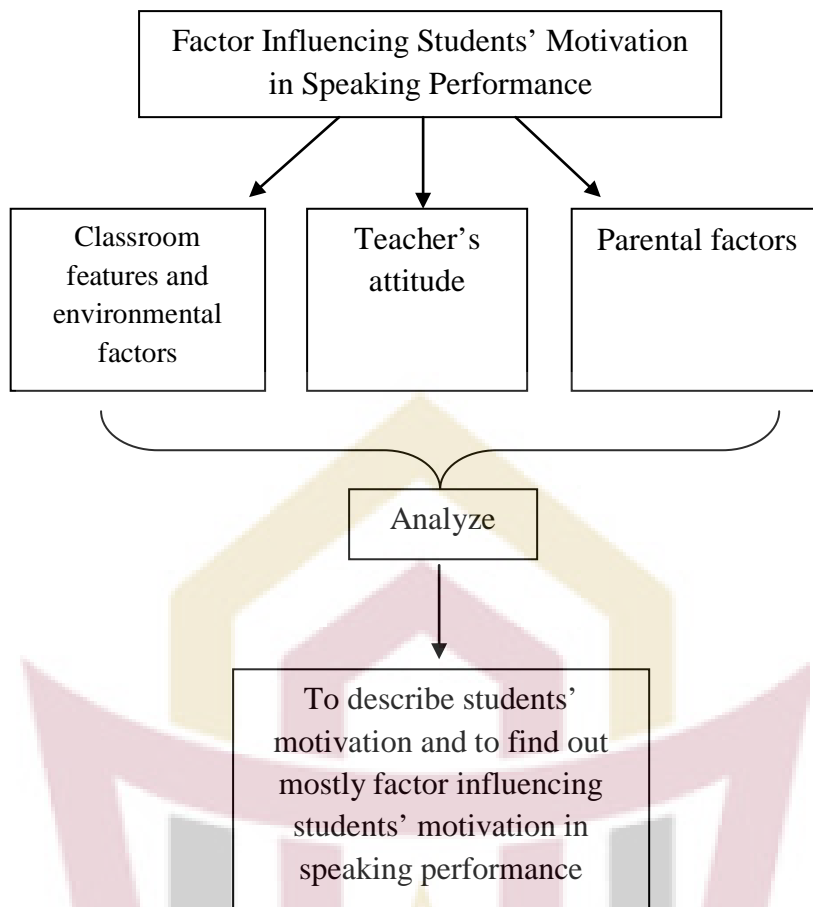 Factor Influencing Students’ Motivation
in Speaking Performance
Classroom
features and
environmental
factors
Teacher’s
attitude
Parental factors
Analyze
To describe students’
motivation and to find out
mostly factor influencing
students’ motivation in
speaking performance